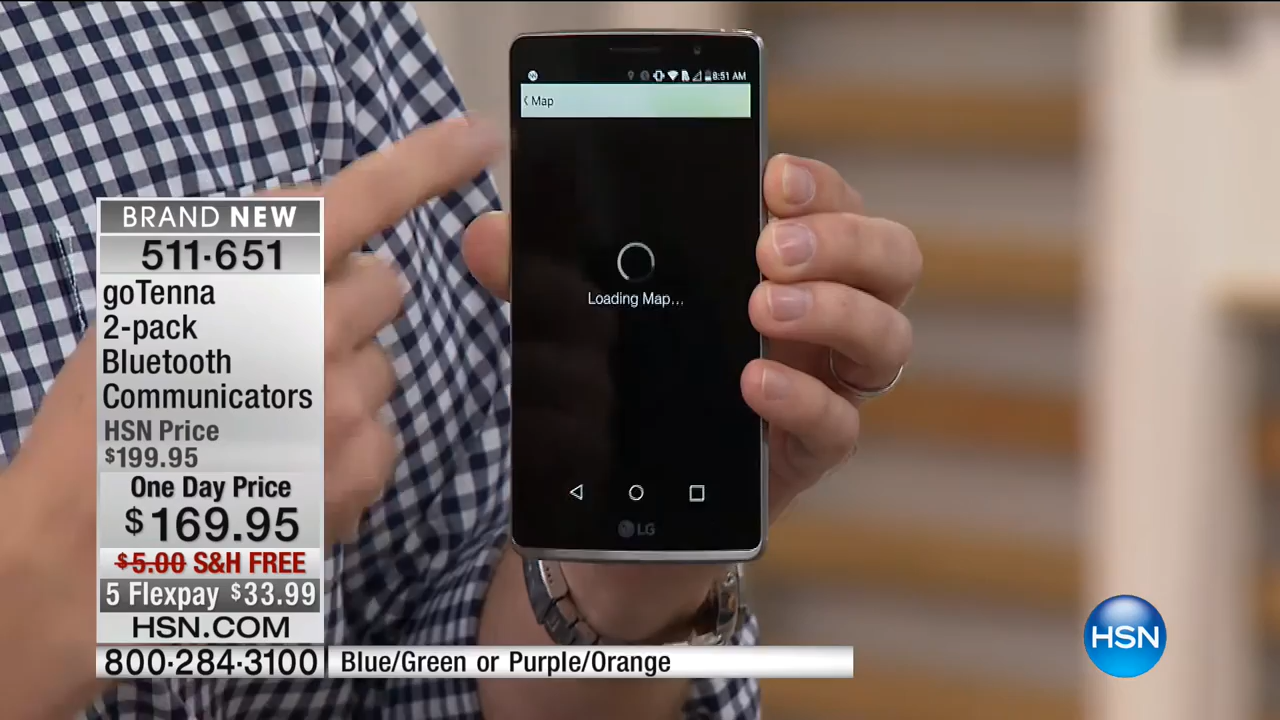 8:51 AM
Map
Loading Map...
LG
BRAND NEW
511·651
goTenna
2-pack
Bluetooth
Communicators
HSN Price
$199.95
One Day Price
$169.95
$5.00 S&H FREE
5 Flexpay $33.99
HSN.COM
800·284·3100
Blue/Green or Purple/Orange
HSN